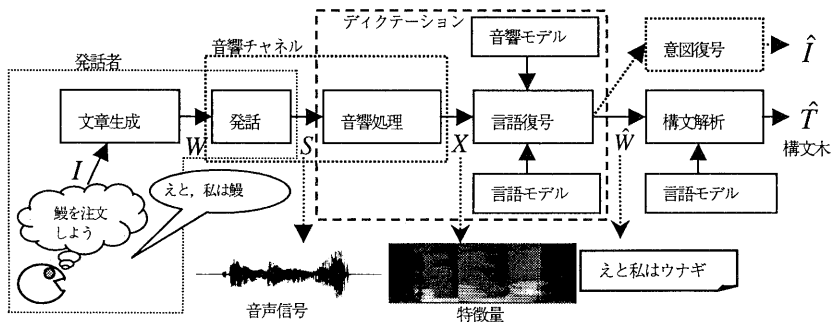 ディクテーション
音響モデル
意図復号
Î
発話者
音響チャネル
文章生成
W
発話
S
音響処理
X
言語復号
Ŵ
構文解析
T̂
構文木
I
えと，私は鰻
言語モデル
言語モデル
鰻を注文
しよう
えと私はウナギ
音声信号
特徴量